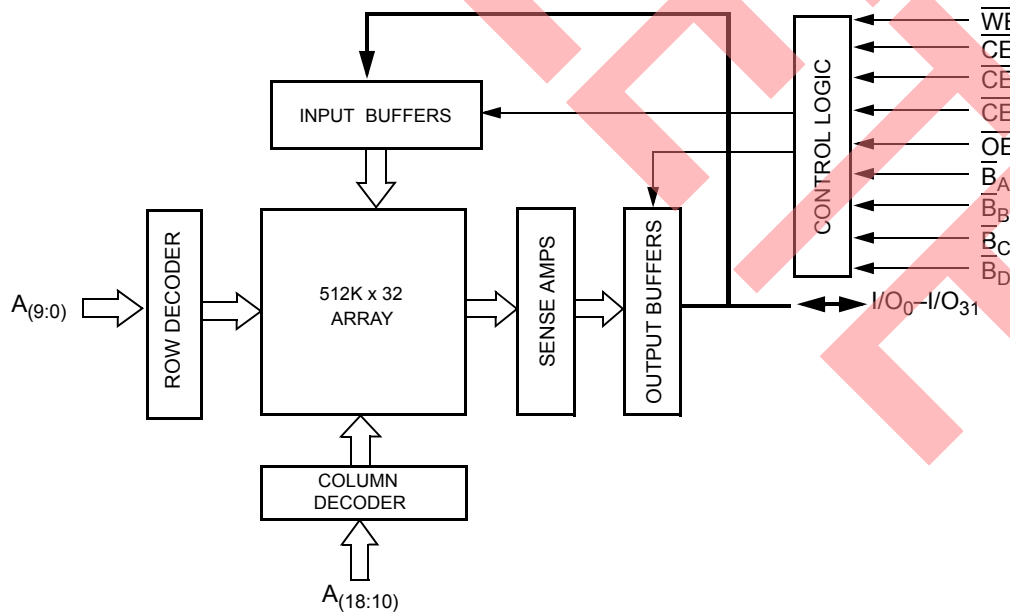 W̅E̅
C̅E̅
C̅E̅
C̅E̅
O̅E̅
B̅A
B̅B
B̅C
B̅D
CONTROL LOGIC
INPUT BUFFERS
A(9:0)
ROW DECODER
512K x 32
ARRAY
SENSE AMPS
OUTPUT BUFFERS
I/O0–I/O31
COLUMN
DECODER
A(18:10)